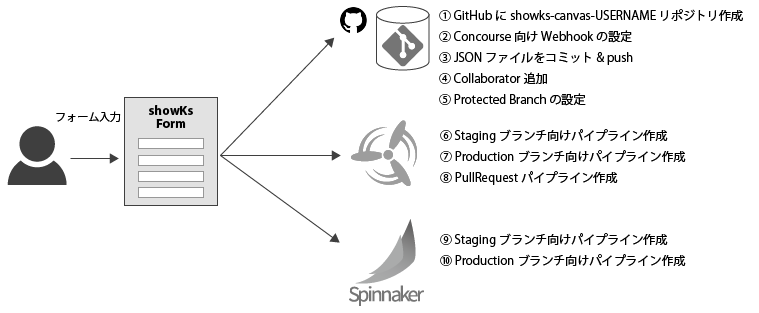 フォーム入力
showKs
Form
① GitHub に showks-canvas-USERNAME リポジトリ作成
② Concourse 向け Webhook の設定
③ JSON ファイルをコミット & push
④ Collaborator 追加
⑤ Protected Branch の設定
⑥ Staging ブランチ向けパイプライン作成
⑦ Production ブランチ向けパイプライン作成
⑧ PullRequest パイプライン作成
⑨ Staging ブランチ向けパイプライン作成
⑩ Production ブランチ向けパイプライン作成
Spinnaker